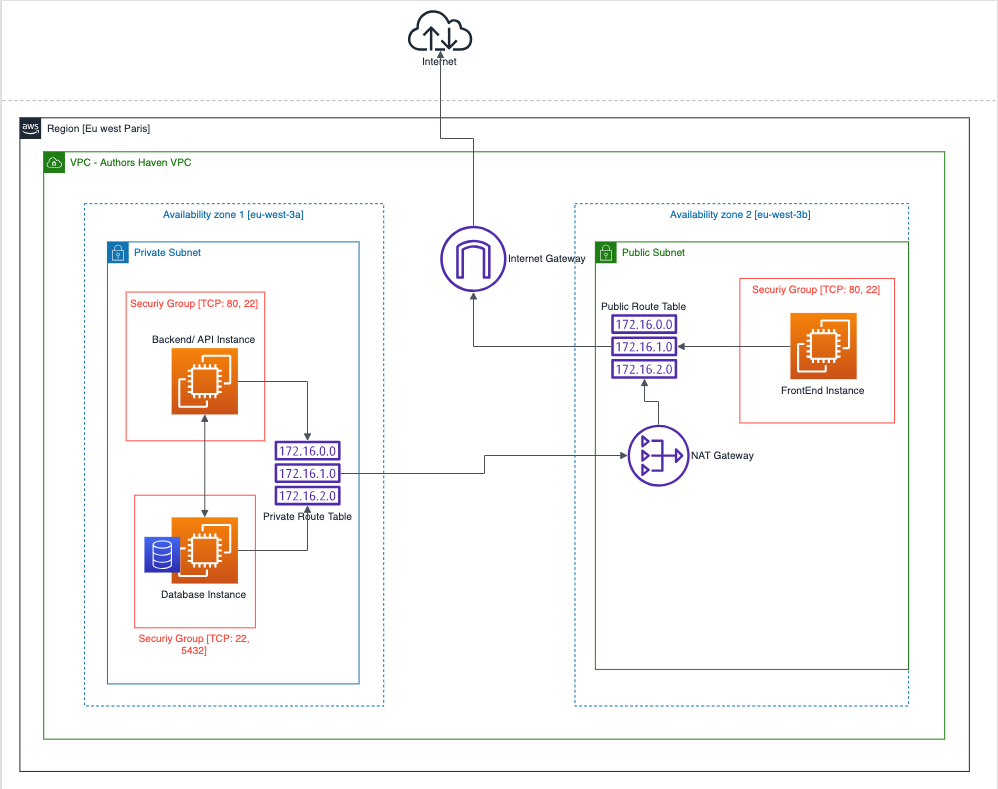 Internet
aws
Region [Eu west Paris]
VPC - Authors Haven VPC
Availability zone 1 [eu-west-3a]
Private Subnet
Securiy Group [TCP: 80, 22]
Backend/ API Instance
172.16.0.0
172.16.1.0
172.16.2.0
Private Route Table
Database Instance
Securiy Group [TCP: 22,
5432]
Internet Gateway
Availability zone 2 [eu-west-3b]
Public Subnet
Public Route Table
172.16.0.0
172.16.1.0
172.16.2.0
Securiy Group [TCP: 80, 22]
FrontEnd Instance
NAT Gateway